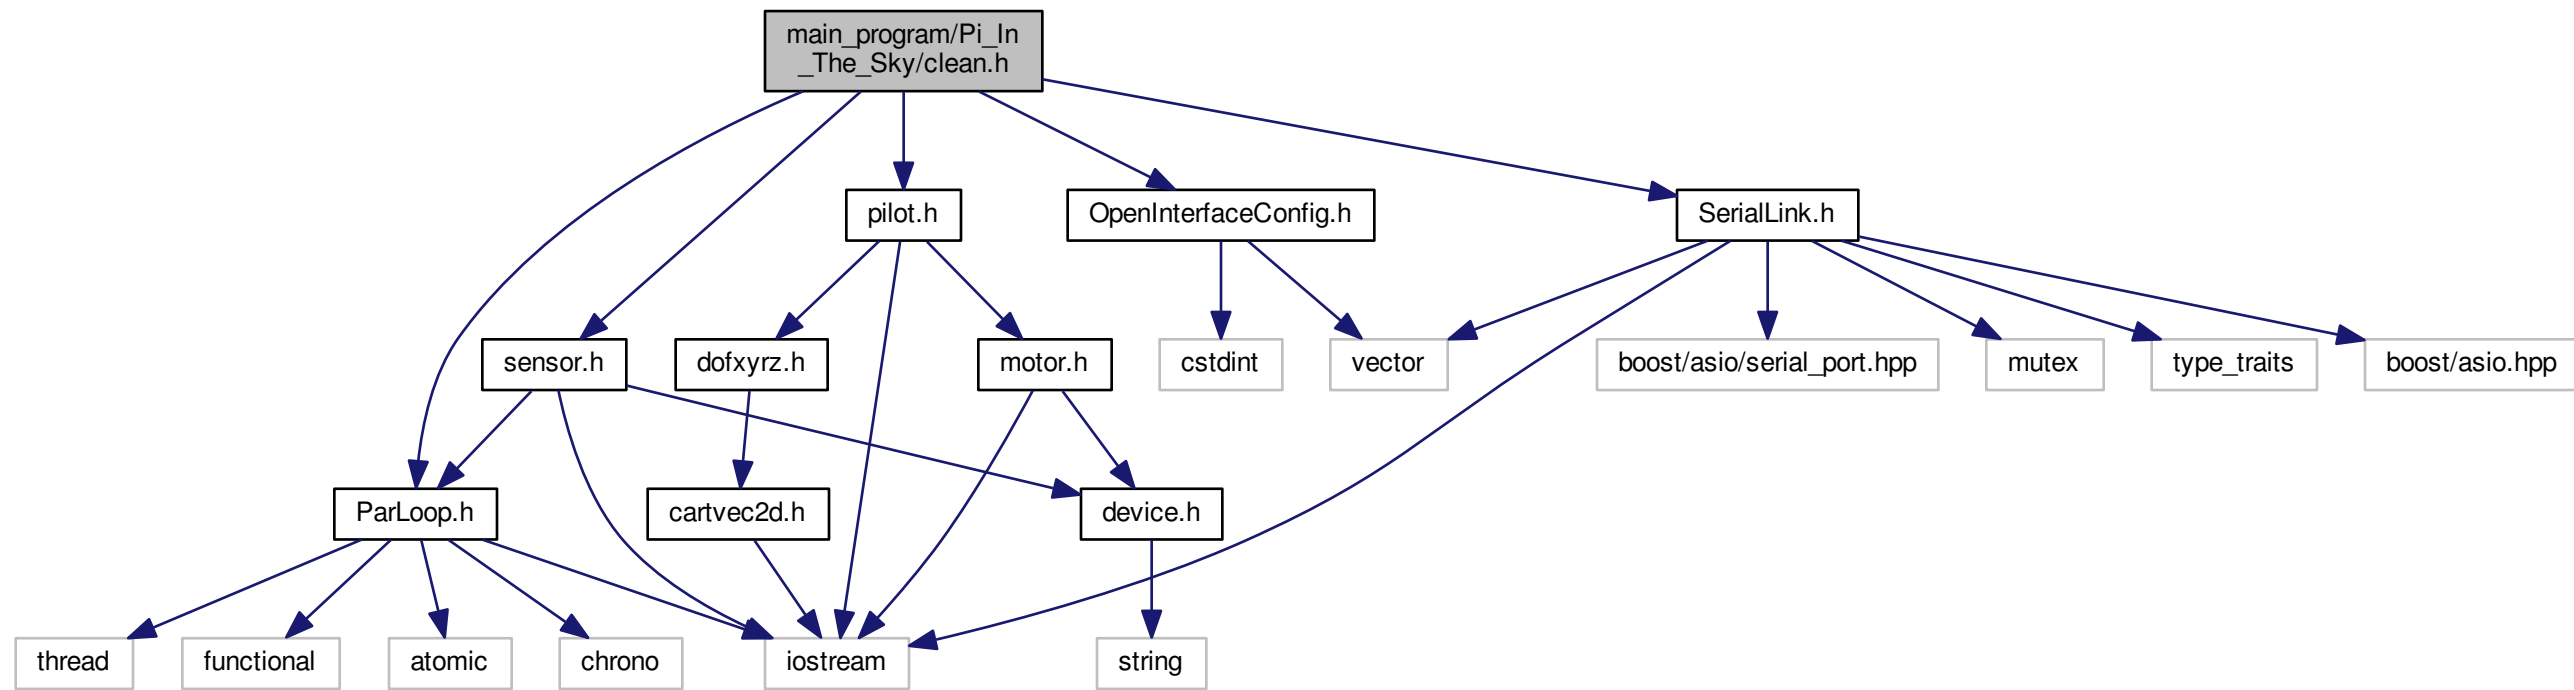 main_program/Pi_In
_The_Sky/clean.h
pilot.h
OpenInterfaceConfig.h
SerialLink.h
sensor.h
dofxyrz.h
motor.h
cstdint
vector
boost/asio/serial_port.hpp
mutex
type_traits
boost/asio.hpp
ParLoop.h
cartvec2d.h
device.h
thread
functional
atomic
chrono
iostream
string